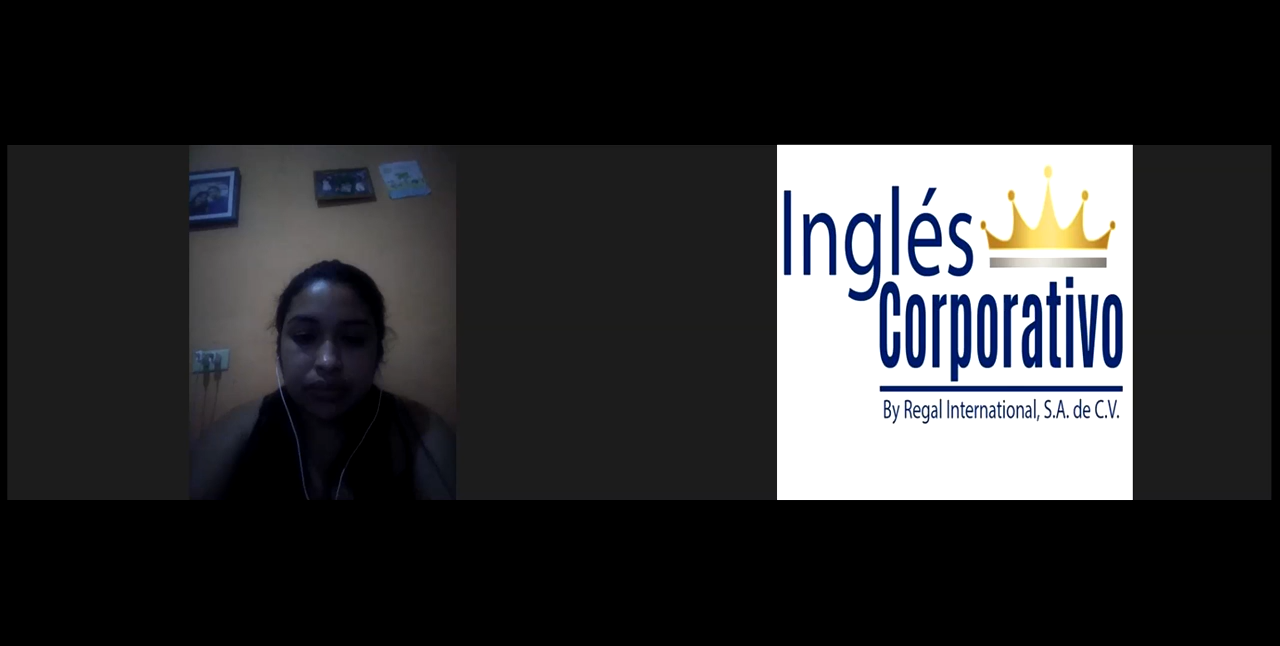 Inglés
Corporativo
By Regal International, S.A. de C.V.